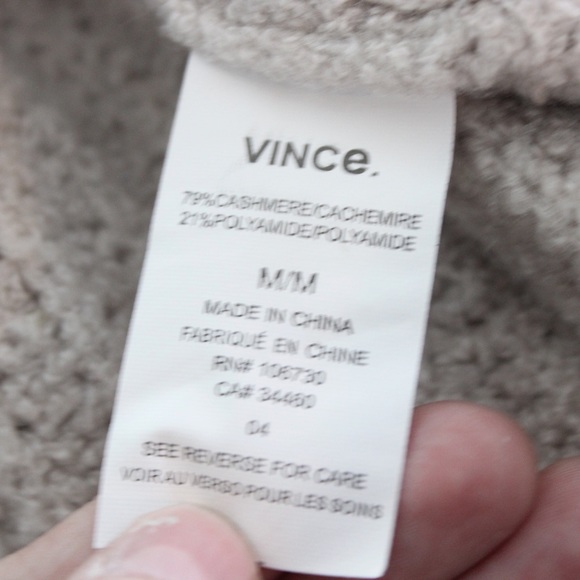 VINCe.
79%CASHMERE/CACHEMIRE
21%POLYAMIDE/POLYAMIDE
M/M
MADE IN CHINA
FABRIQUÉ EN CHINE
RN# 106730
CA# 34460
04
SEE REVERSE FOR CARE
VOIR AU VERSO POUR LES SOINS